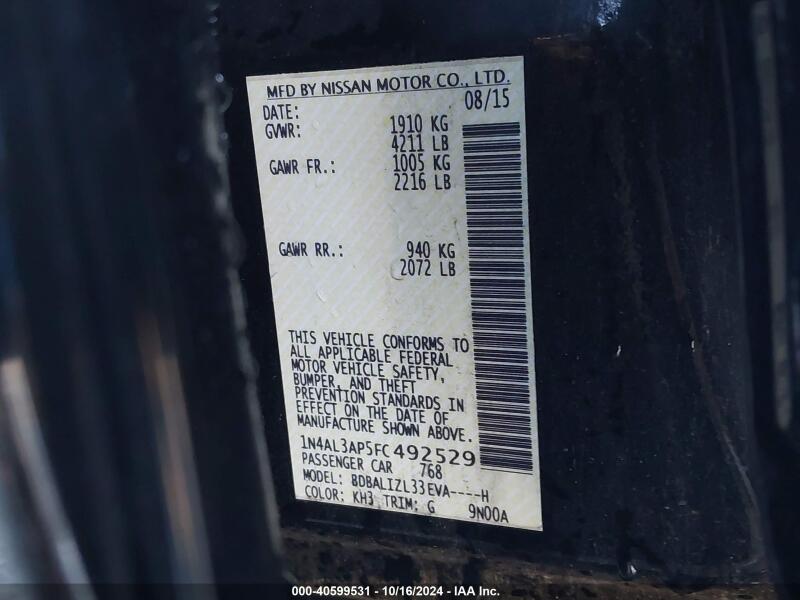 MFD BY NISSAN MOTOR CO., LTD.
DATE: 08/15
GVWR: 1910 KG
4211 LB
GAWR FR.: 1005 KG
2216 LB
GAWR RR.: 940 KG
2072 LB
THIS VEHICLE CONFORMS TO
ALL APPLICABLE FEDERAL
MOTOR VEHICLE SAFETY,
BUMPER, AND THEFT
PREVENTION STANDARDS IN
EFFECT ON THE DATE OF
MANUFACTURE SHOWN ABOVE.
1N4AL3AP5FC492529
PASSENGER CAR 768
MODEL: BDBALIZL33EVA----H
COLOR: KH3 TRIM: G 9N00A
000-40599531 - 10/16/2024 - IAA Inc.